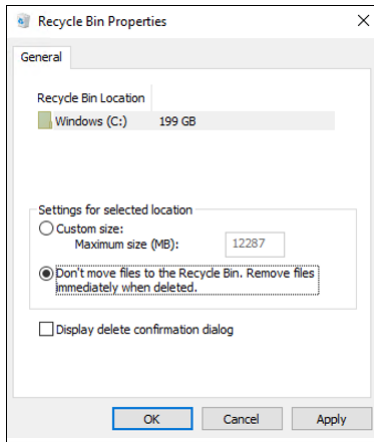 Recycle Bin Properties
General
Recycle Bin Location
Windows (C:) 199 GB
Settings for selected location
Custom size:
Maximum size (MB): 12287
Don't move files to the Recycle Bin. Remove files
immediately when deleted.
Display delete confirmation dialog
OK Cancel Apply